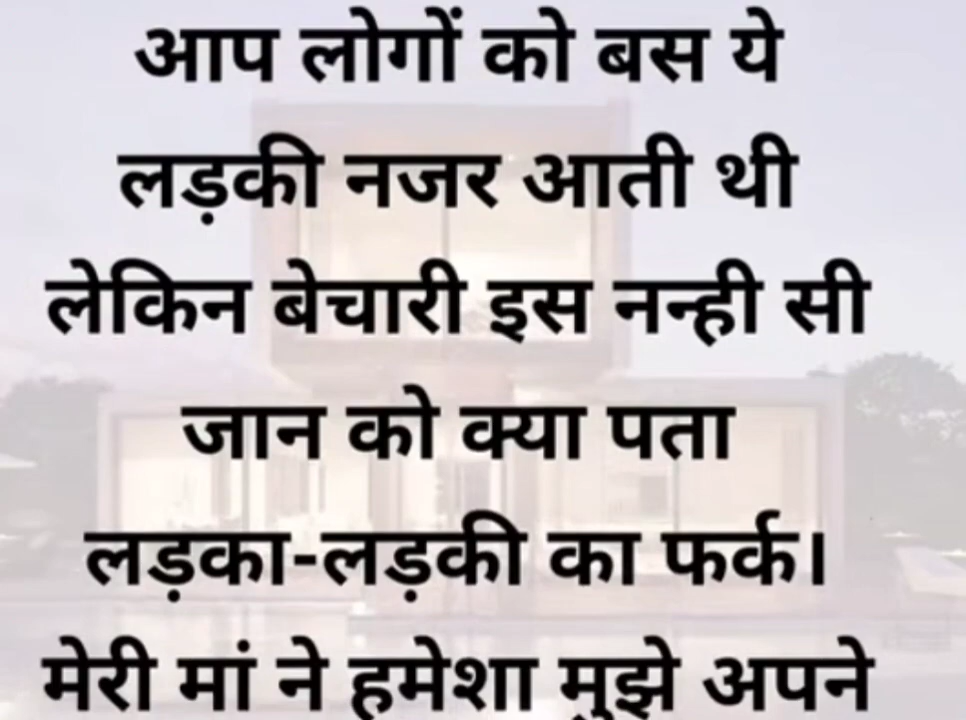 आप लोगों को बस ये
लड़की नजर आती थी
लेकिन बेचारी इस नन्ही सी
जान को क्या पता
लड़का-लड़की का फर्क।
मेरी मां ने हमेशा मुझे अपने